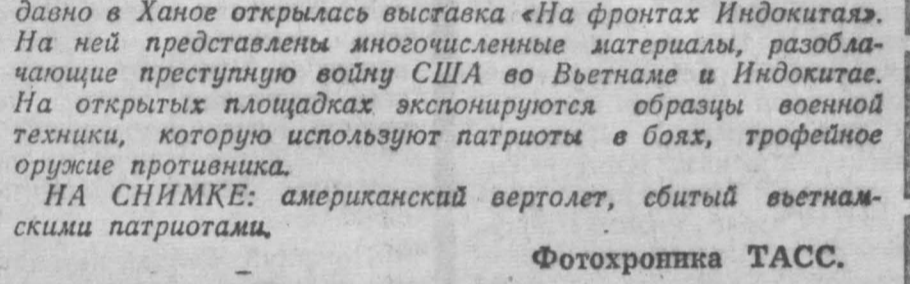 давно в Ханое открылась выставка «На фронтах Индокитая».
На ней представлены многочисленные материалы, разобла-
чающие преступную войну США во Вьетнаме и Индокитае.
На открытых площадках экспонируются образцы военной
техники, которую используют патриоты в боях, трофейное
оружие противника.
НА СНИМКЕ: американский вертолет, сбитый вьетнам-
скими патриотами.
Фотохроника ТАСС.